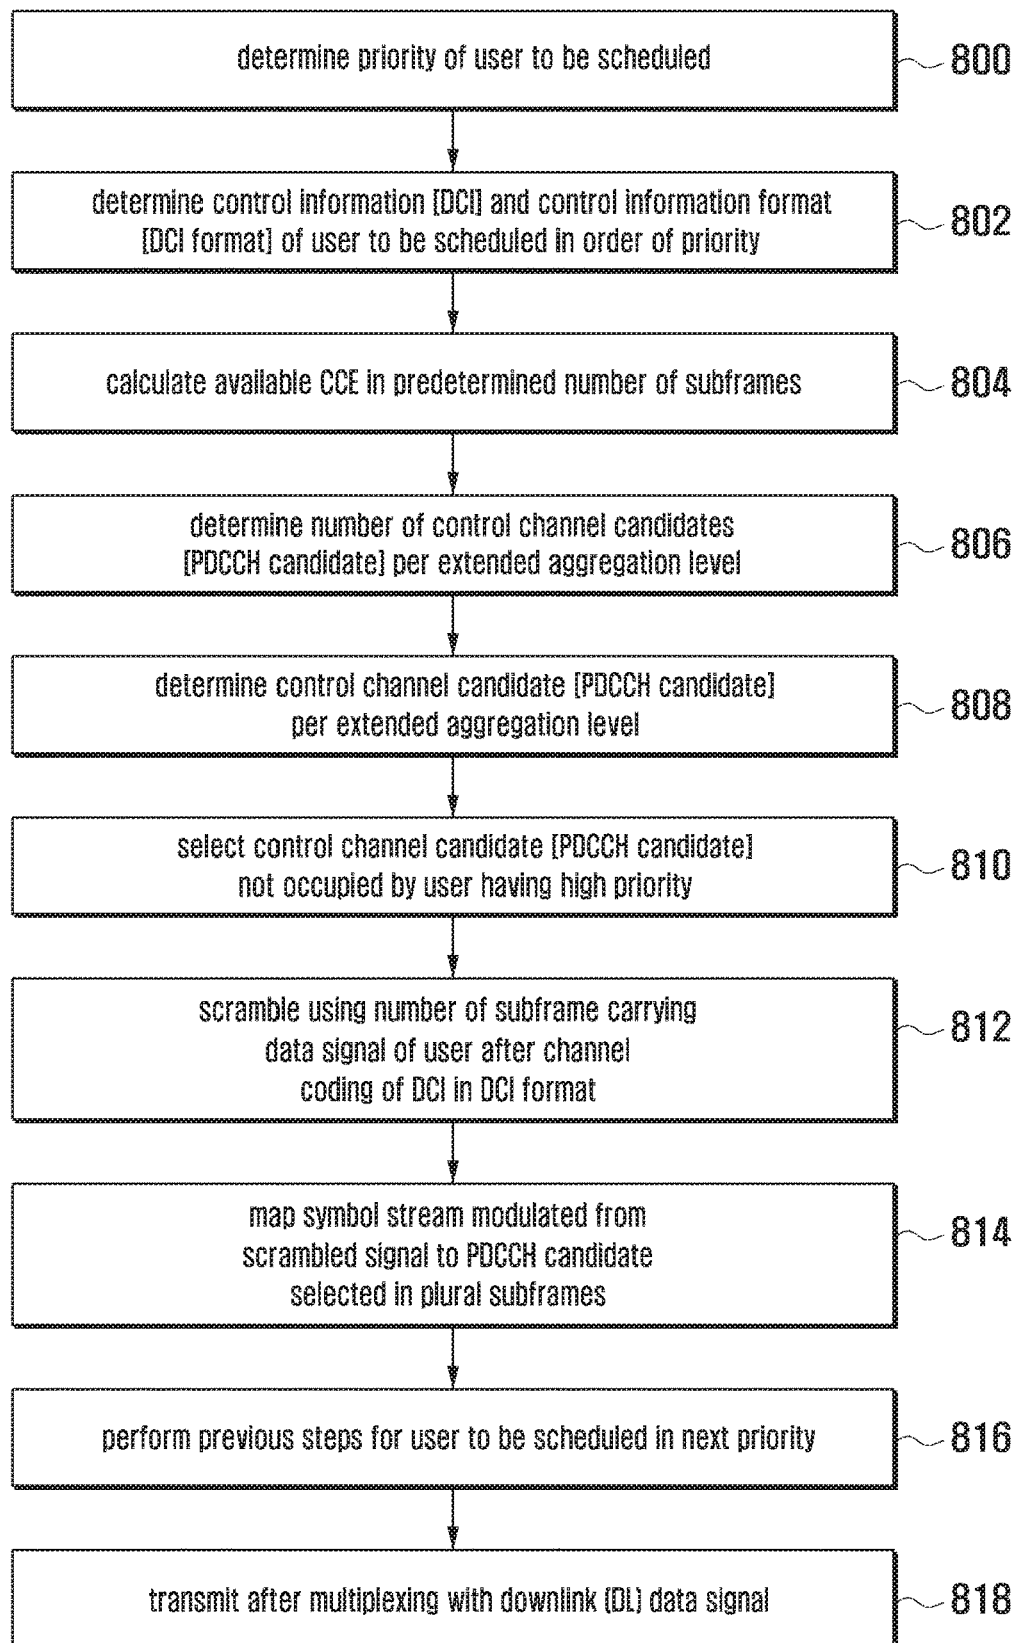 determine priority of user to be scheduled
800
determine control information [DCI] and control information format
[DCI format] of user to be scheduled in order of priority
802
calculate available CCE in predetermined number of subframes
804
determine number of control channel candidates
[PDCCH candidate] per extended aggregation level
806
determine control channel candidate [PDCCH candidate]
per extended aggregation level
808
select control channel candidate [PDCCH candidate]
not occupied by user having high priority
810
scramble using number of subframe carrying
data signal of user after channel
coding of DCI in DCI format
812
map symbol stream modulated from
scrambled signal to PDCCH candidate
selected in plural subframes
814
perform previous steps for user to be scheduled in next priority
816
transmit after multiplexing with downlink (DL) data signal
818